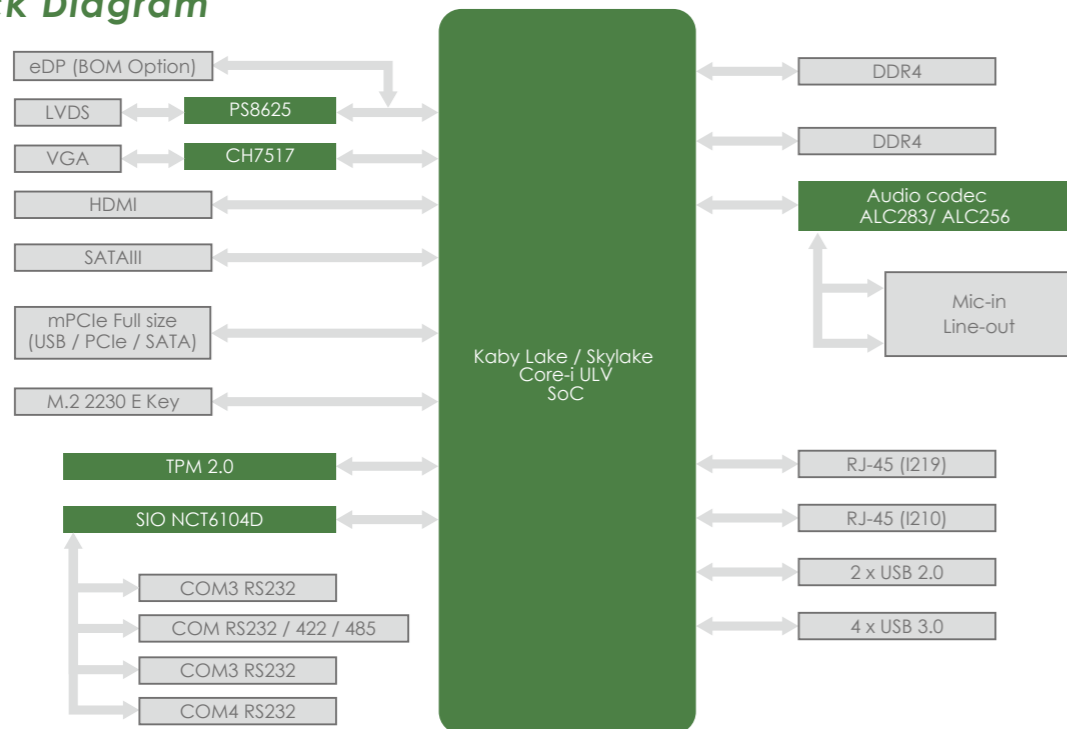 Diagram
eDP (BOM Option)
LVDS
PS8625
VGA
CH7517
HDMI
SATAIII
mPCIe Full size
(USB / PCIe / SATA)
M.2 2230 E Key
TPM 2.0
SIO NCT6104D
COM3 RS232
COM RS232 / 422 / 485
COM3 RS232
COM4 RS232
Kaby Lake / Skylake
Core-i ULV
SoC
DDR4
DDR4
Audio codec
ALC283/ ALC256
Mic-in
Line-out
RJ-45 (I219)
RJ-45 (I210)
2 x USB 2.0
4 x USB 3.0